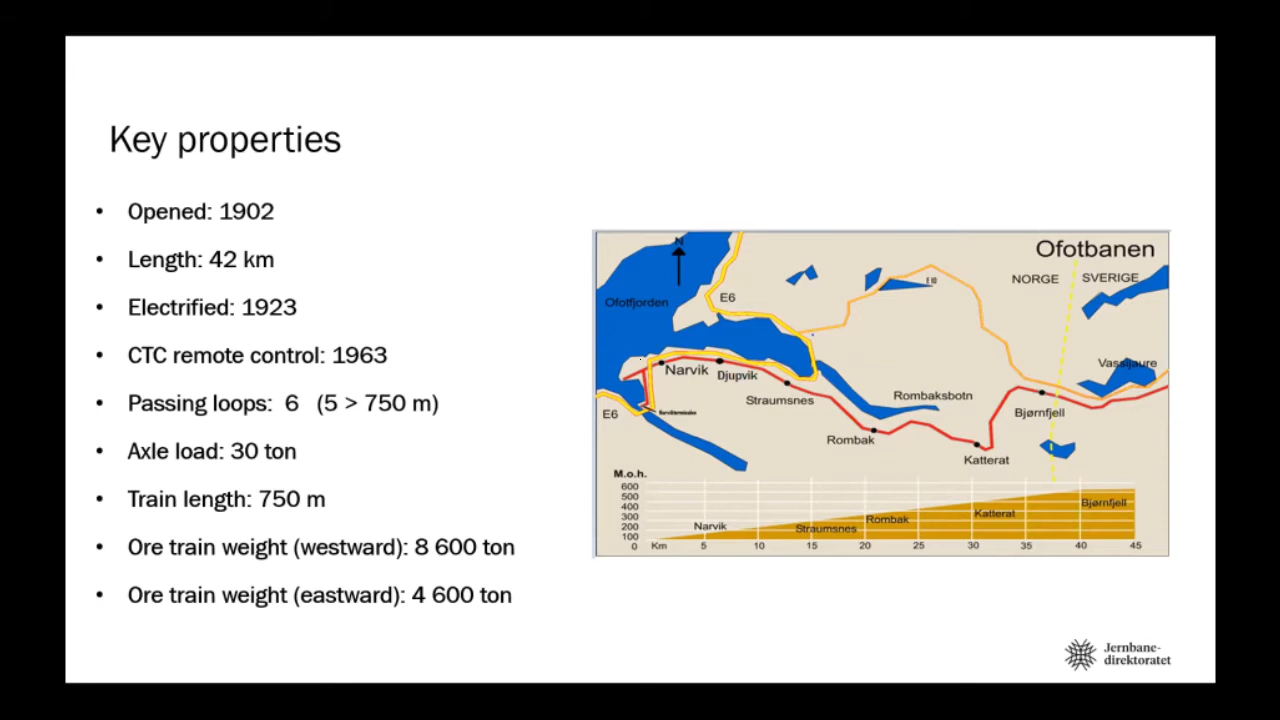 Key properties
• Opened: 1902
• Length: 42 km
• Electrified: 1923
• CTC remote control: 1963
• Passing loops: 6 (5 > 750 m)
• Axle load: 30 ton
• Train length: 750 m
• Ore train weight (westward): 8 600 ton
• Ore train weight (eastward): 4 600 ton
Ofotbanen
N
NORGE
SVERIGE
E 10
Ofotfjorden
E6
Vassijaure
Narvik
Djupvik
Straumsnes
Rombaksbotn
E6
Bjørnfjell
Rombak
Katterat
M.o.h.
600
500
400
300
200
100
0
Narvik
Straumsnes
Rombak
Katterat
Bjørnfjell
Km 5 10 15 20 25 30 35 40 45
Jernbane-
direktoratet